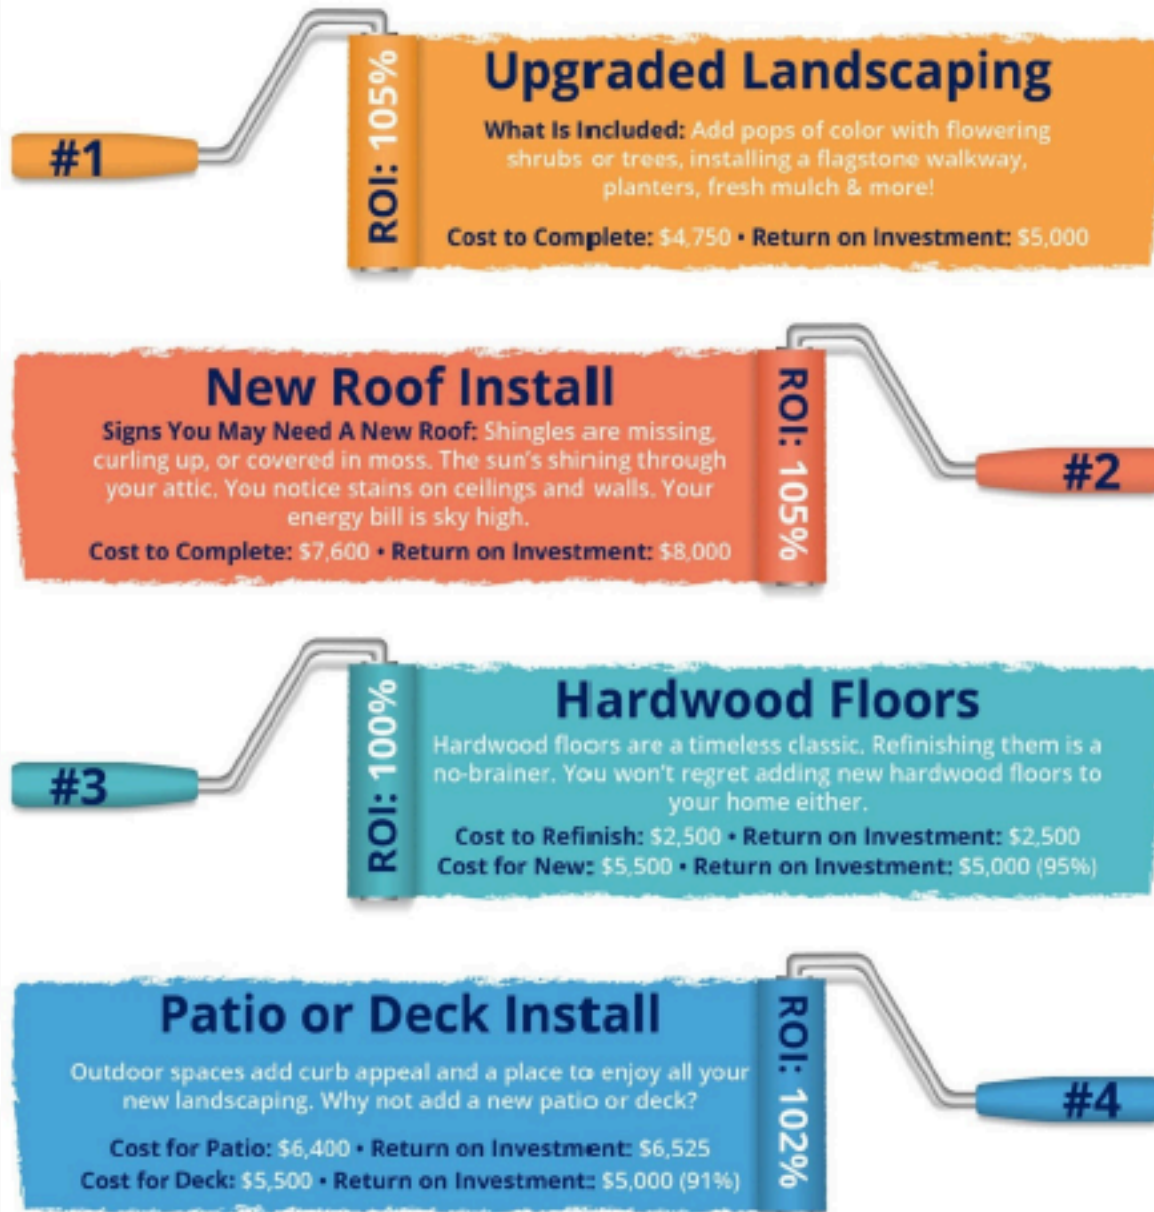 #1
ROI: 105%
Upgraded Landscaping
What Is Included: Add pops of color with flowering
shrubs or trees, installing a flagstone walkway,
planters, fresh mulch & more!
Cost to Complete: $4,750 • Return on Investment: $5,000
New Roof Install
Signs You May Need A New Roof: Shingles are missing,
curling up, or covered in moss. The sun's shining through
your attic. You notice stains on ceilings and walls. Your
energy bill is sky high.
Cost to Complete: $7,600 • Return on Investment: $8,000
ROI: 105%
#2
#3
ROI: 100%
Hardwood Floors
Hardwood floors are a timeless classic. Refinishing them is a
no-brainer. You won't regret adding new hardwood floors to
your home either.
Cost to Refinish: $2,500 • Return on Investment: $2,500
Cost for New: $5,500 • Return on Investment: $5,000 (95%)
Patio or Deck Install
Outdoor spaces add curb appeal and a place to enjoy all your
new landscaping. Why not add a new patio or deck?
Cost for Patio: $6,400 • Return on Investment: $6,525
Cost for Deck: $5,500 • Return on Investment: $5,000 (91%)
ROI: 102%
#4